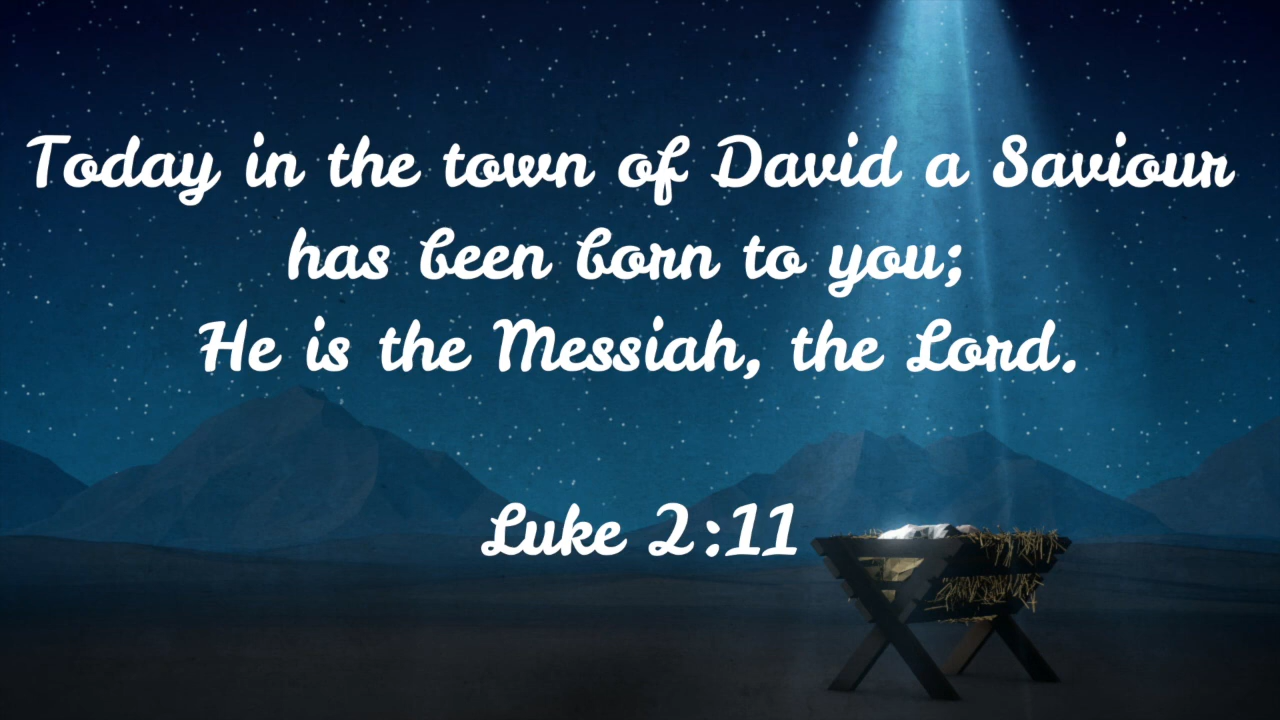 Today in the town of David a Saviour
has been born to you;
He is the Messiah, the Lord.
Luke 2:11